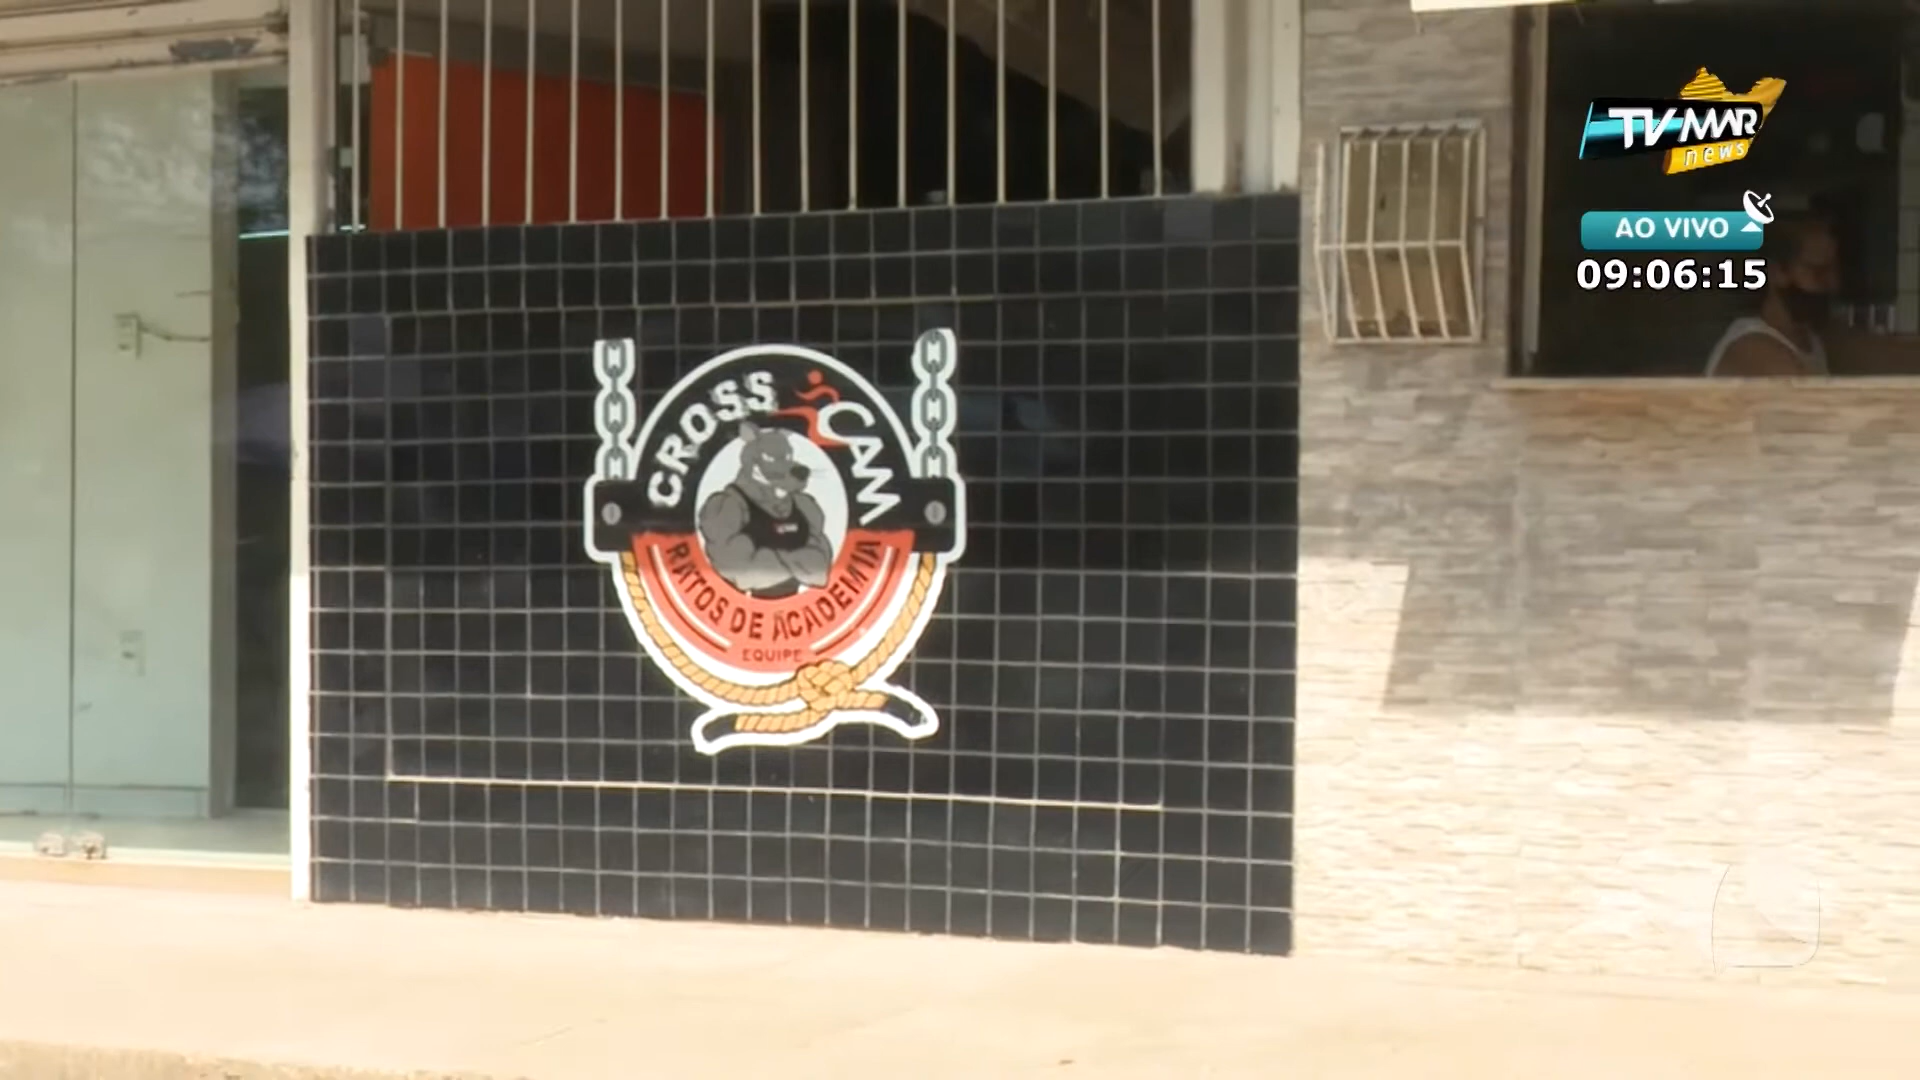 TV MAR
news
AO VIVO
09:06:15
CROSS CAM
RATOS DE ACADEMIA
EQUIPE